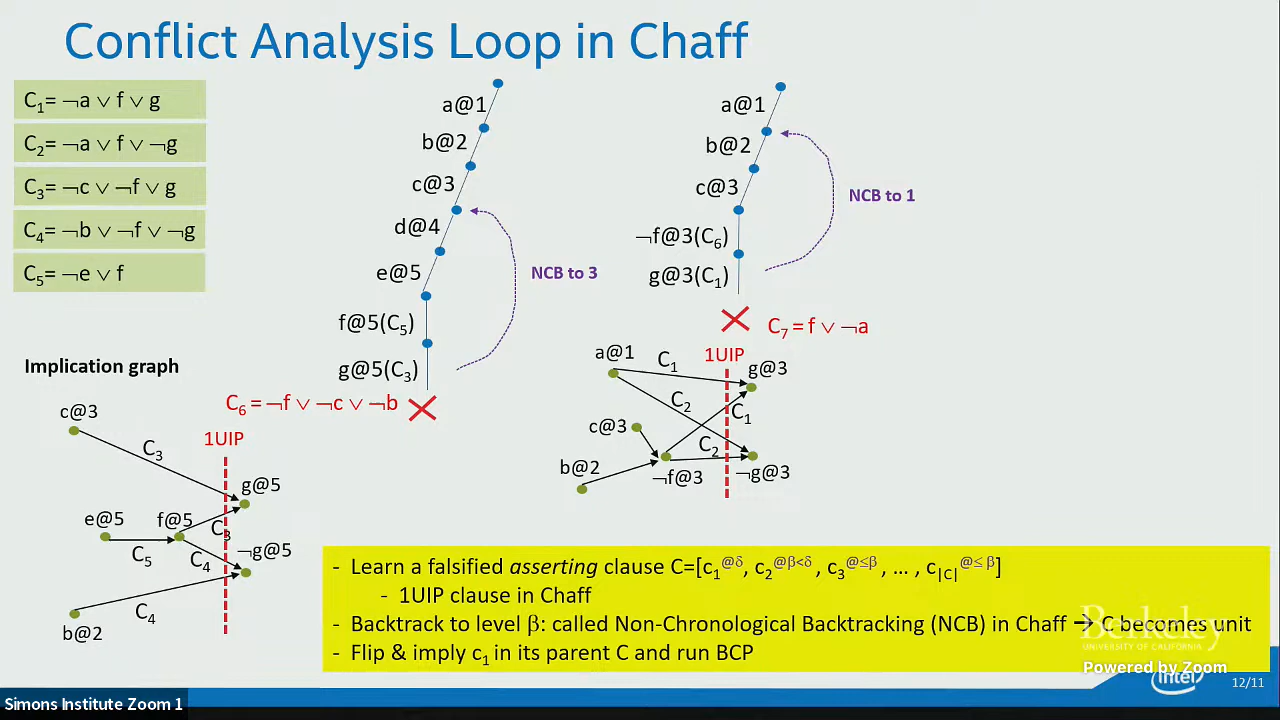 Conflict Analysis Loop in Chaff
C₁= ¬a ∨ f ∨ g
C₂= ¬a ∨ f ∨ ¬g
C₃= ¬c ∨ ¬f ∨ g
C₄= ¬b ∨ ¬f ∨ ¬g
C₅= ¬e ∨ f
a@1
b@2
c@3
d@4
e@5
f@5(C₅)
g@5(C₃)
NCB to 3
C₆ = ¬f ∨ ¬c ∨ ¬b
a@1
b@2
c@3
¬f@3(C₆)
g@3(C₁)
NCB to 1
C₇ = f ∨ ¬a
Implication graph
c@3
C₃
1UIP
g@5
e@5
f@5
C₃
C₅
C₄
¬g@5
C₄
b@2
a@1
C₁
1UIP
g@3
C₂
C₁
c@3
C₂
b@2
¬f@3
¬g@3
- Learn a falsified asserting clause C=[c₁@δ, c₂@β<δ , c₃@≤β , … , c|C|@≤ β]
- 1UIP clause in Chaff
- Backtrack to level β: called Non-Chronological Backtracking (NCB) in Chaff → C becomes unit
- Flip & imply c₁ in its parent C and run BCP
Berkeley
UNIVERSITY OF CALIFORNIA
Powered by Zoom
intel
12/11
Simons Institute Zoom 1